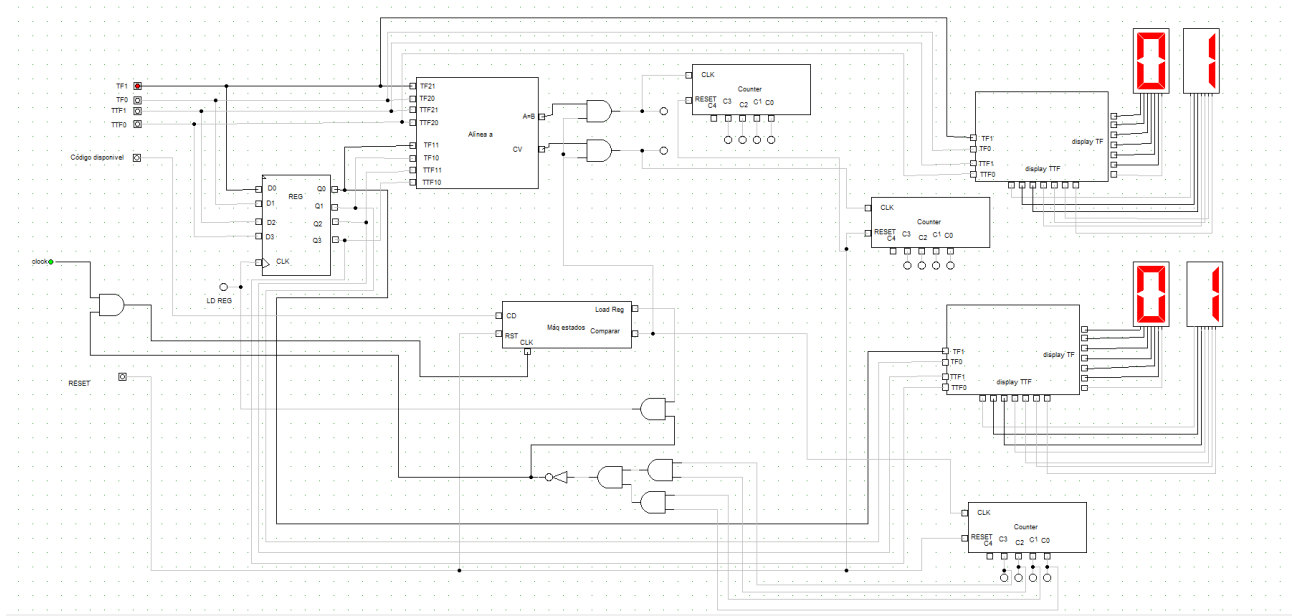 TF1
TF0
TTF1
TTF0
Código disponivel
clock
LD REG
RESET
D0
D1
D2
D3
REG
Q0
Q1
Q2
Q3
CLK
TF21
TF20
TTF21
TTF20
TF11
TF10
TTF11
TTF10
Alinea a
A=B
CV
CLK
RESET
Counter
C4 C3 C2 C1 C0
CLK
RESET
Counter
C4 C3 C2 C1 C0
CD
RST
CLK
Máq estados
Load Reg
Comparar
TF1
TF0
TTF1
TTF0
display TF
display TTF
01
TF1
TF0
TTF1
TTF0
display TF
display TTF
01
CLK
RESET
Counter
C4 C3 C2 C1 C0